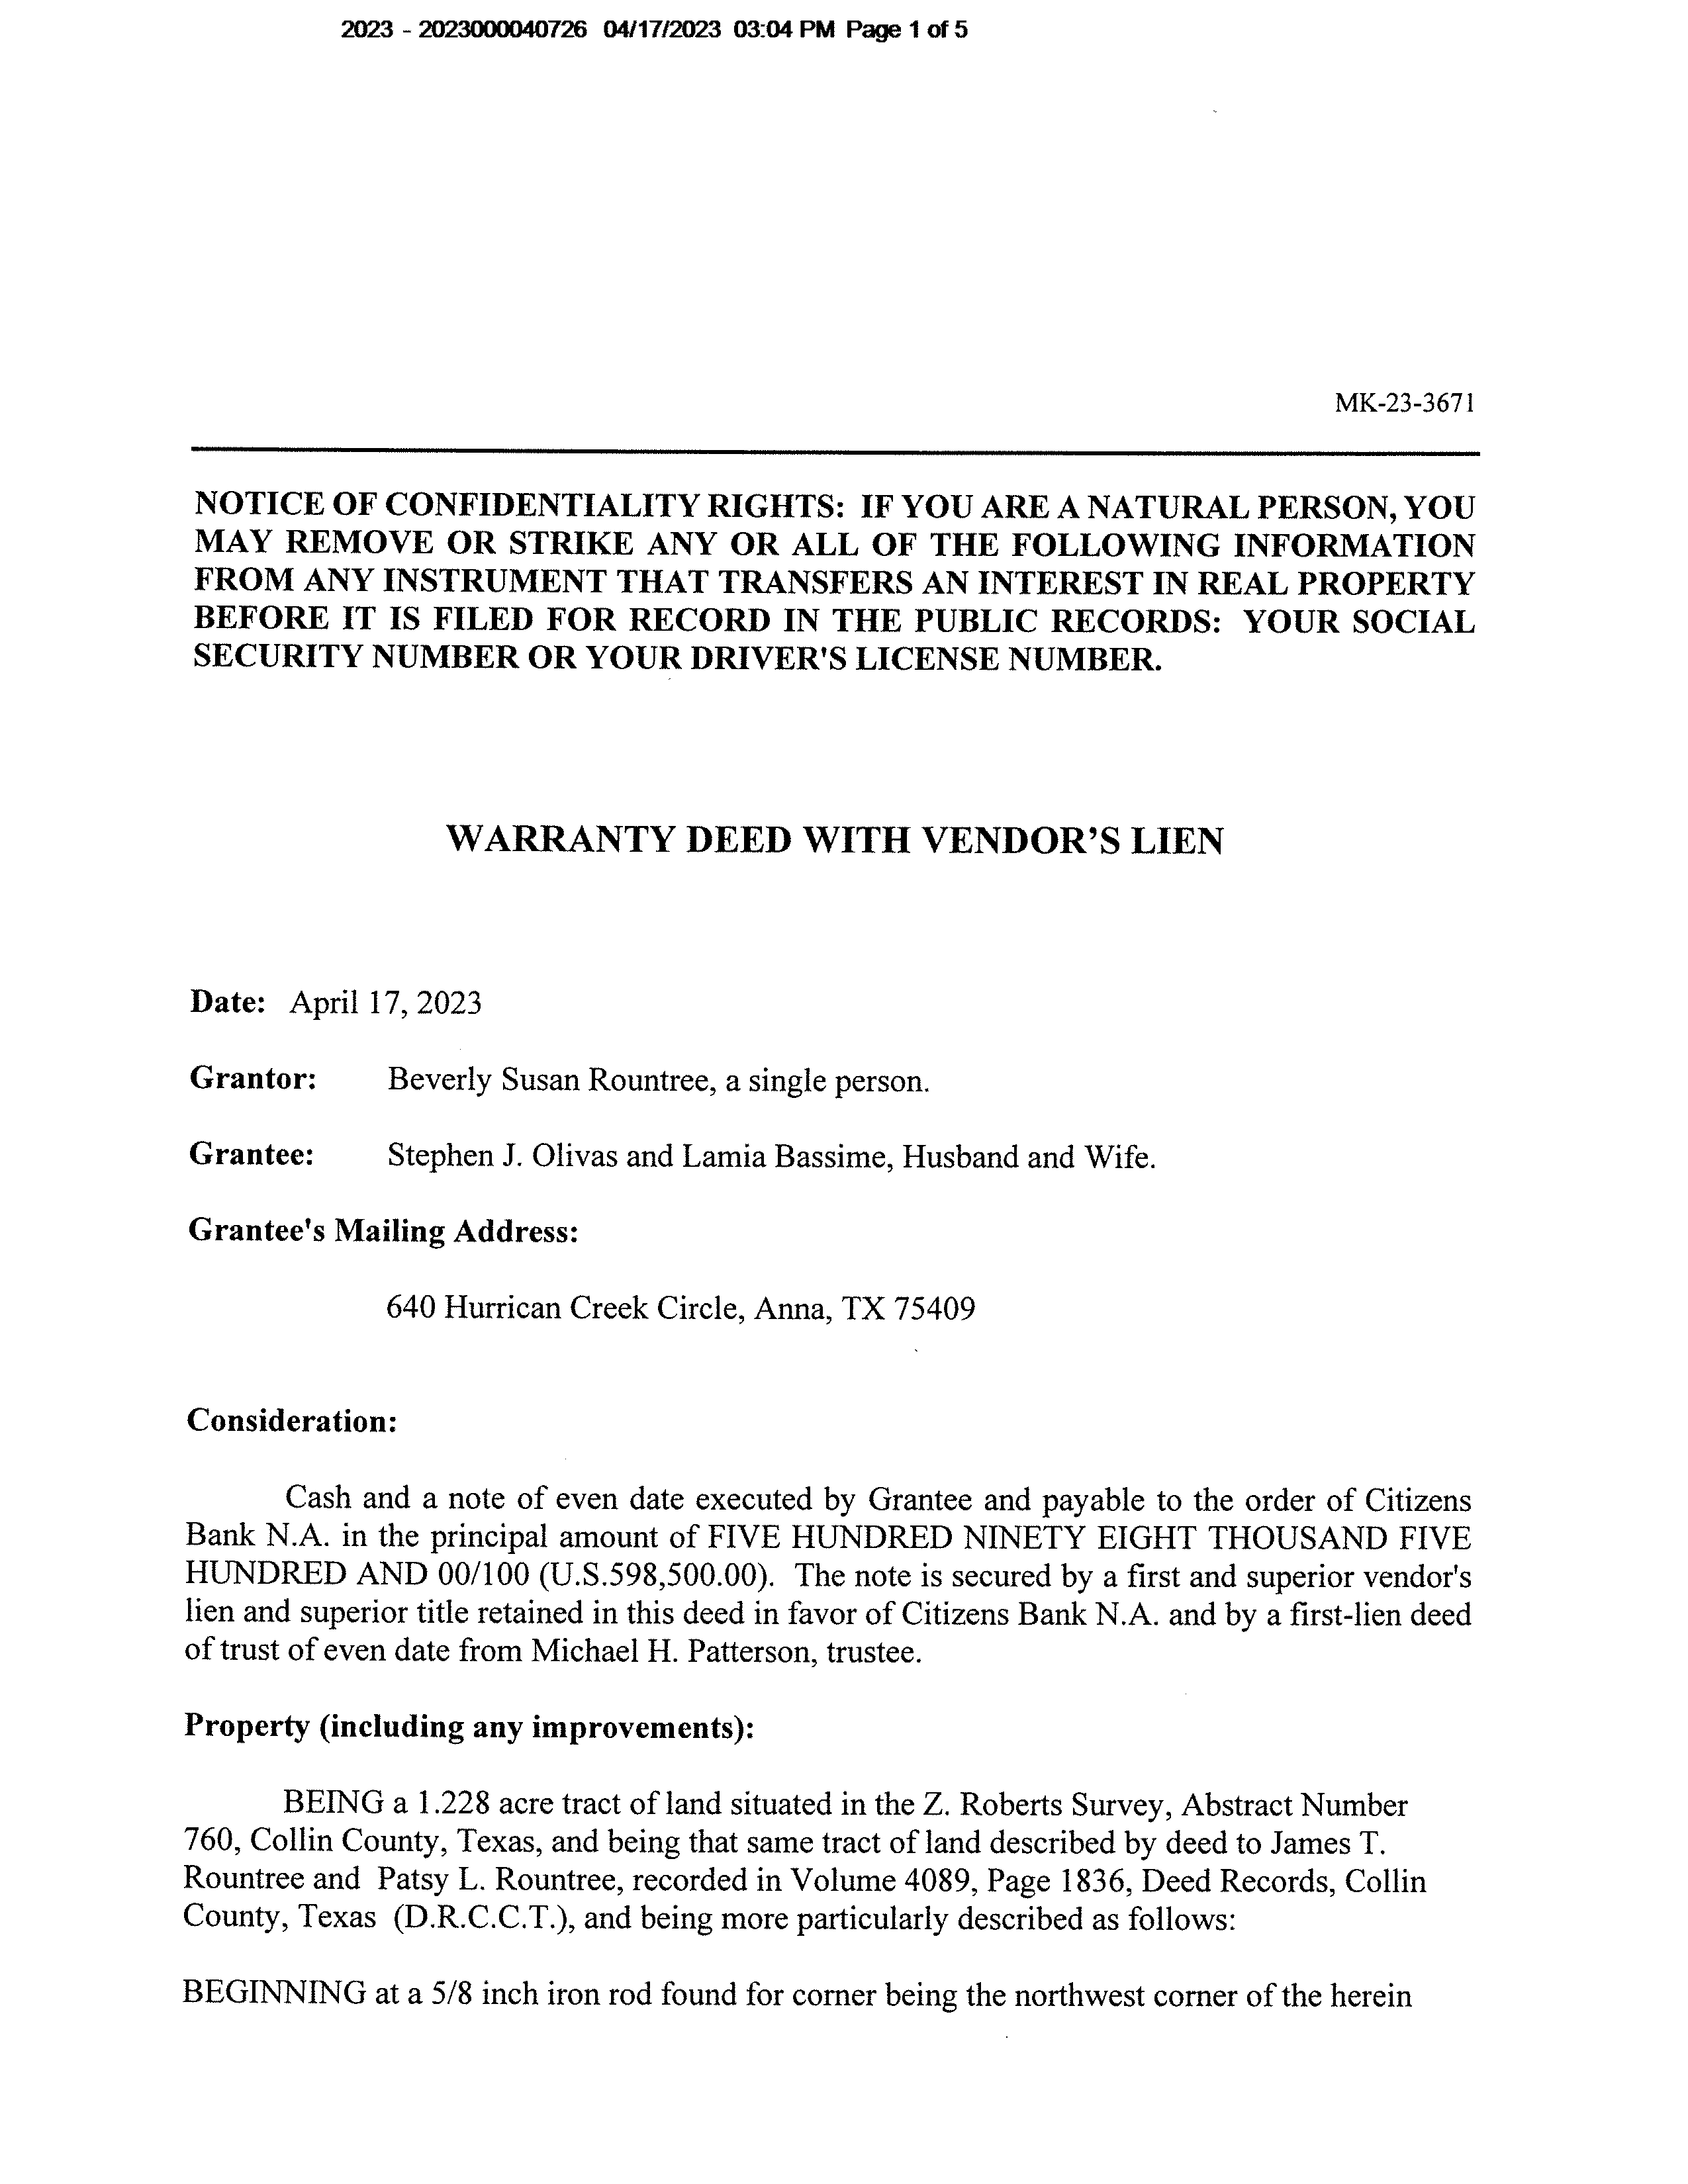 2023 - 2023000040726 04/17/2023 03:04 PM Page 1 of 5
MK-23-3671
NOTICE OF CONFIDENTIALITY RIGHTS: IF YOU ARE A NATURAL PERSON, YOU
MAY REMOVE OR STRIKE ANY OR ALL OF THE FOLLOWING INFORMATION
FROM ANY INSTRUMENT THAT TRANSFERS AN INTEREST IN REAL PROPERTY
BEFORE IT IS FILED FOR RECORD IN THE PUBLIC RECORDS: YOUR SOCIAL
SECURITY NUMBER OR YOUR DRIVER'S LICENSE NUMBER.
WARRANTY DEED WITH VENDOR'S LIEN
Date: April 17, 2023
Grantor: Beverly Susan Rountree, a single person.
Grantee: Stephen J. Olivas and Lamia Bassime, Husband and Wife.
Grantee's Mailing Address:
640 Hurrican Creek Circle, Anna, TX 75409
Consideration:
Cash and a note of even date executed by Grantee and payable to the order of Citizens
Bank N.A. in the principal amount of FIVE HUNDRED NINETY EIGHT THOUSAND FIVE
HUNDRED AND 00/100 (U.S.598,500.00). The note is secured by a first and superior vendor's
lien and superior title retained in this deed in favor of Citizens Bank N.A. and by a first-lien deed
of trust of even date from Michael H. Patterson, trustee.
Property (including any improvements):
BEING a 1.228 acre tract of land situated in the Z. Roberts Survey, Abstract Number
760, Collin County, Texas, and being that same tract of land described by deed to James T.
Rountree and Patsy L. Rountree, recorded in Volume 4089, Page 1836, Deed Records, Collin
County, Texas (D.R.C.C.T.), and being more particularly described as follows:
BEGINNING at a 5/8 inch iron rod found for corner being the northwest corner of the herein